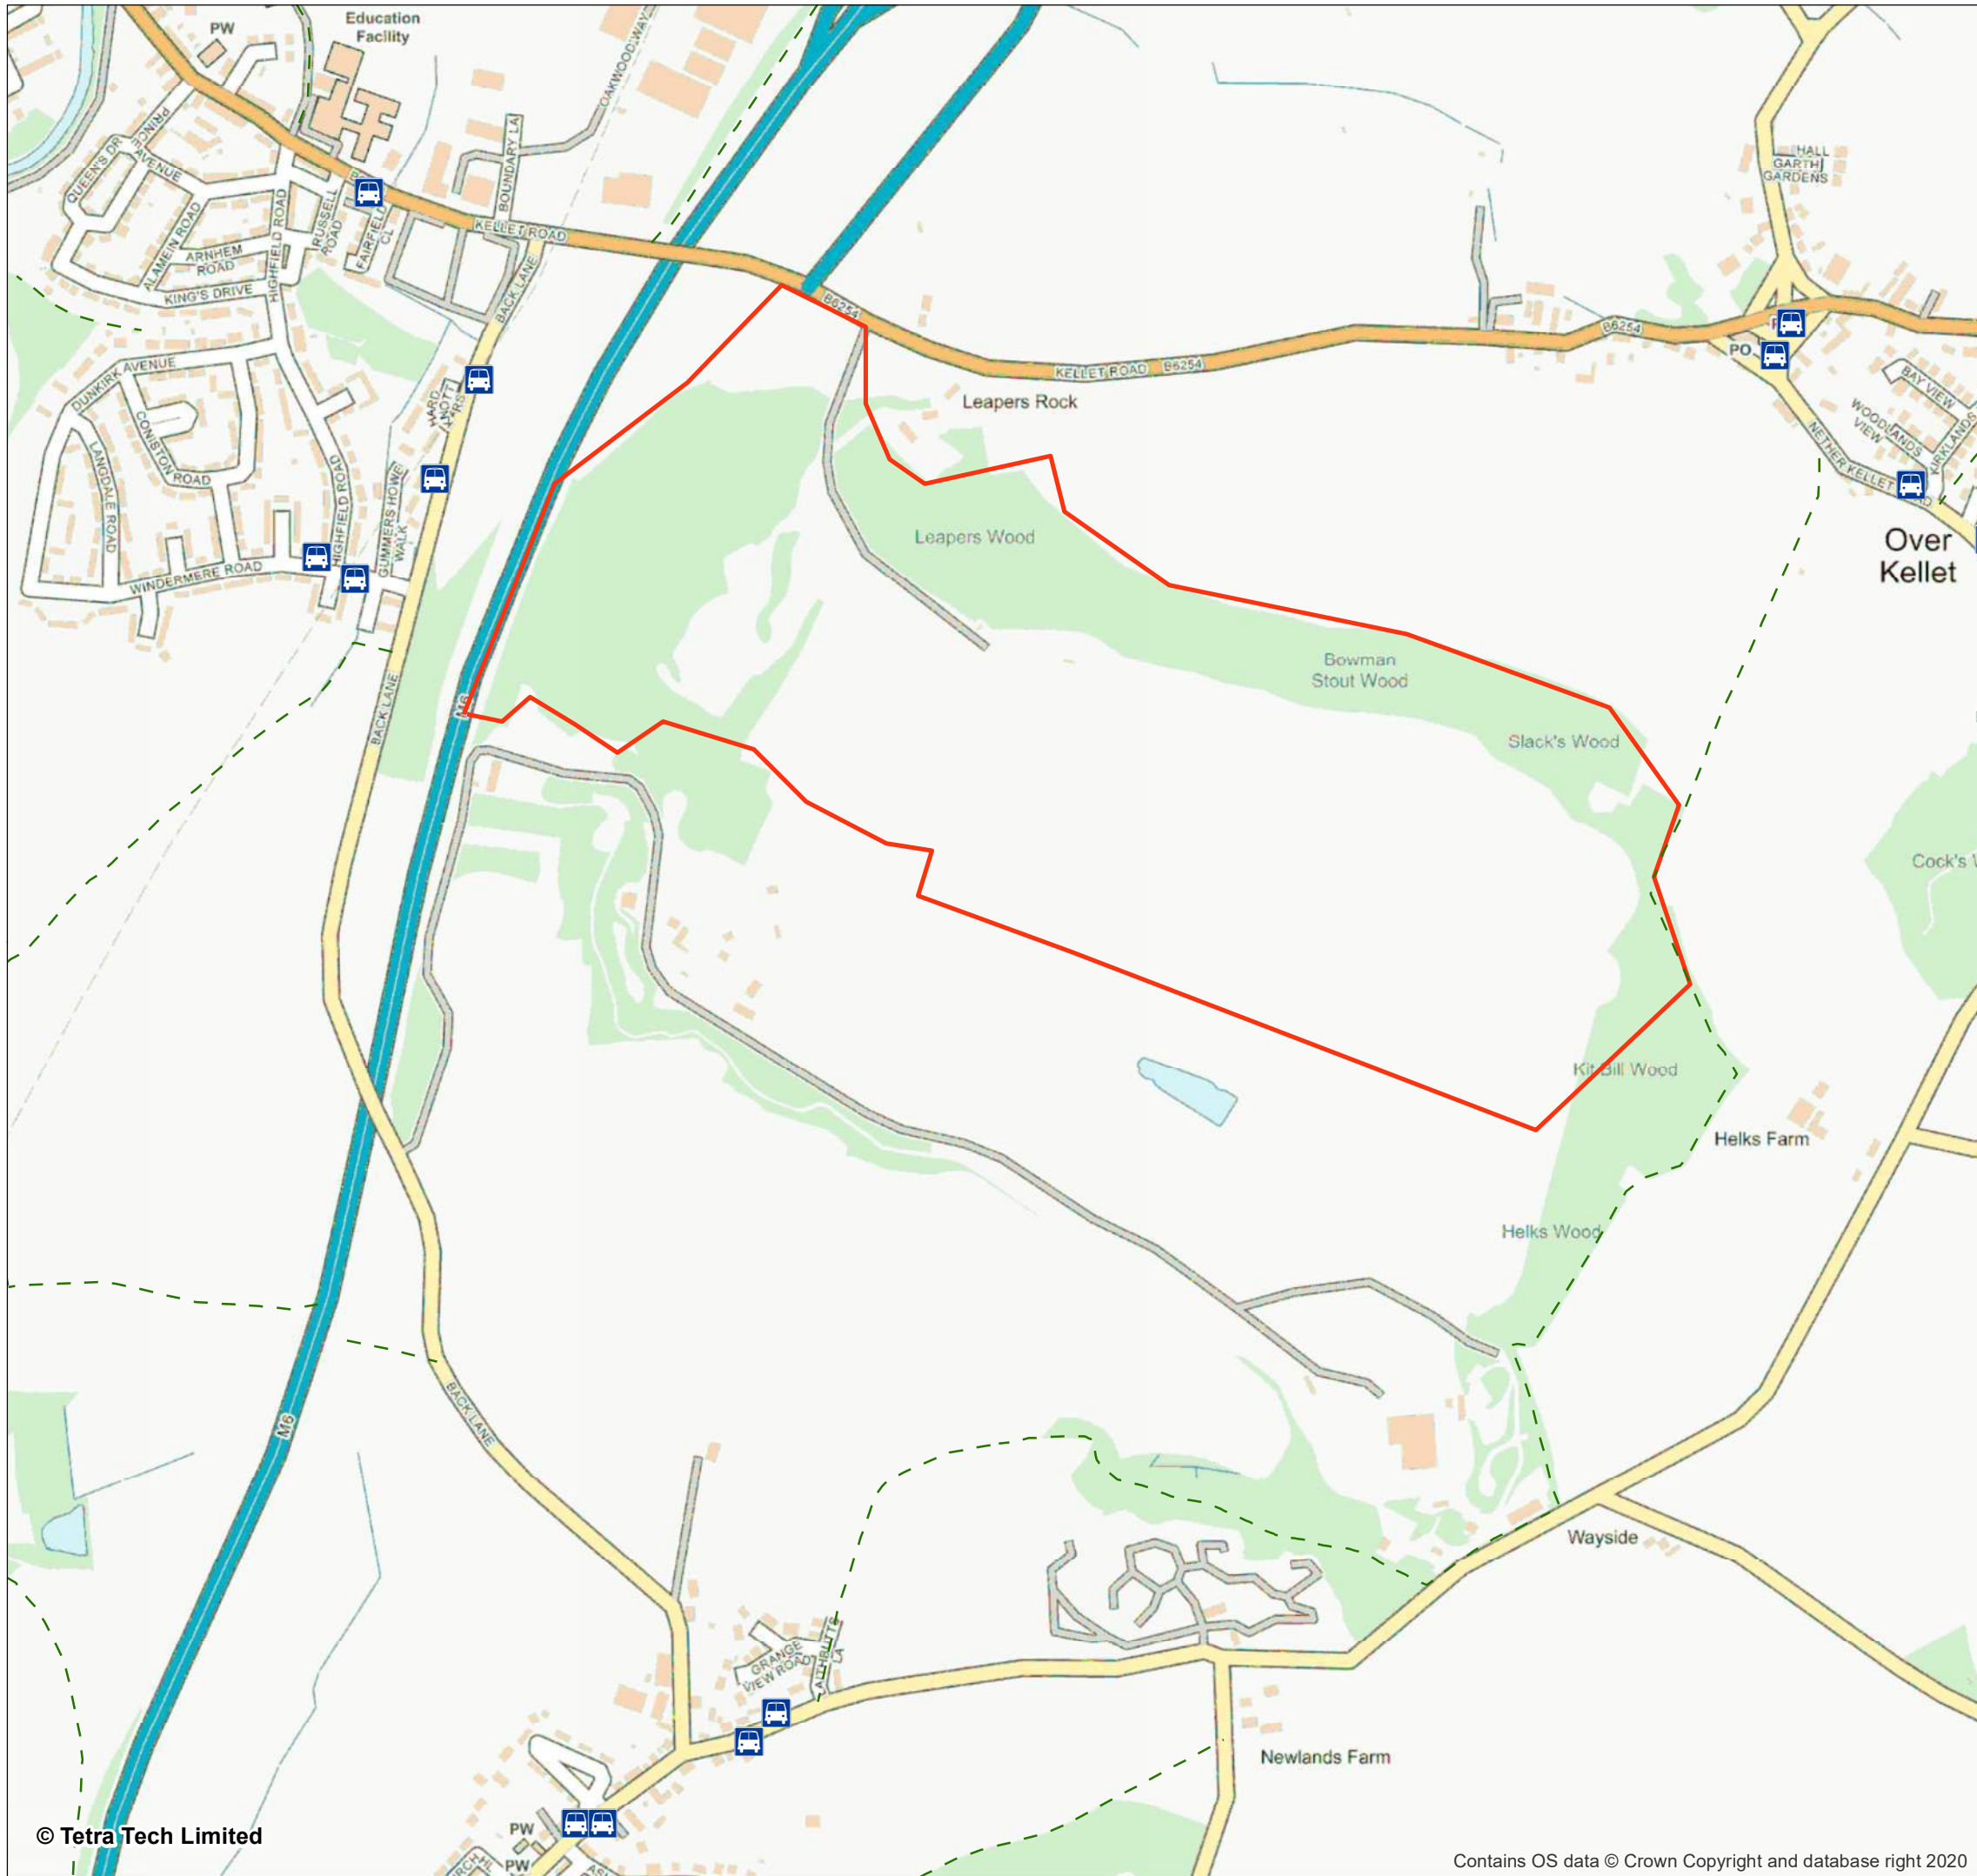 PW
Education
Facility
OAKWOOD WAY
BOUNDARY LA
HALL
GARTH
GARDENS
QUEEN'S DR
AVENUE
ALAMEIN ROAD
ARNHEM
ROAD
KING'S DRIVE
HIGHFIELD ROAD
RUSSELL
ROAD
FAIRFIELD
CL
KELLET ROAD
BACK LANE
B6254
KELLET ROAD B6254
B6254
PO
Leapers Rock
BAY VIEW
WOODLANDS
VIEW
KIRKLANDS
NETHER KELLET
DUNKIRK AVENUE
CONISTON
ROAD
LANGDALE ROAD
HIGHFIELD ROAD
GUMMERS HOWE
WALK
WINDERMERE ROAD
Leapers Wood
Over
Kellet
Bowman
Stout Wood
BACK LANE
M6
Slack's Wood
Cock's
Kit Bill Wood
Helks Farm
Helks Wood
BACK LANE
M6
Wayside
GRANGE
VIEW ROAD
LA
Newlands Farm
PW
PW
© Tetra Tech Limited
Contains OS data © Crown Copyright and database right 2020